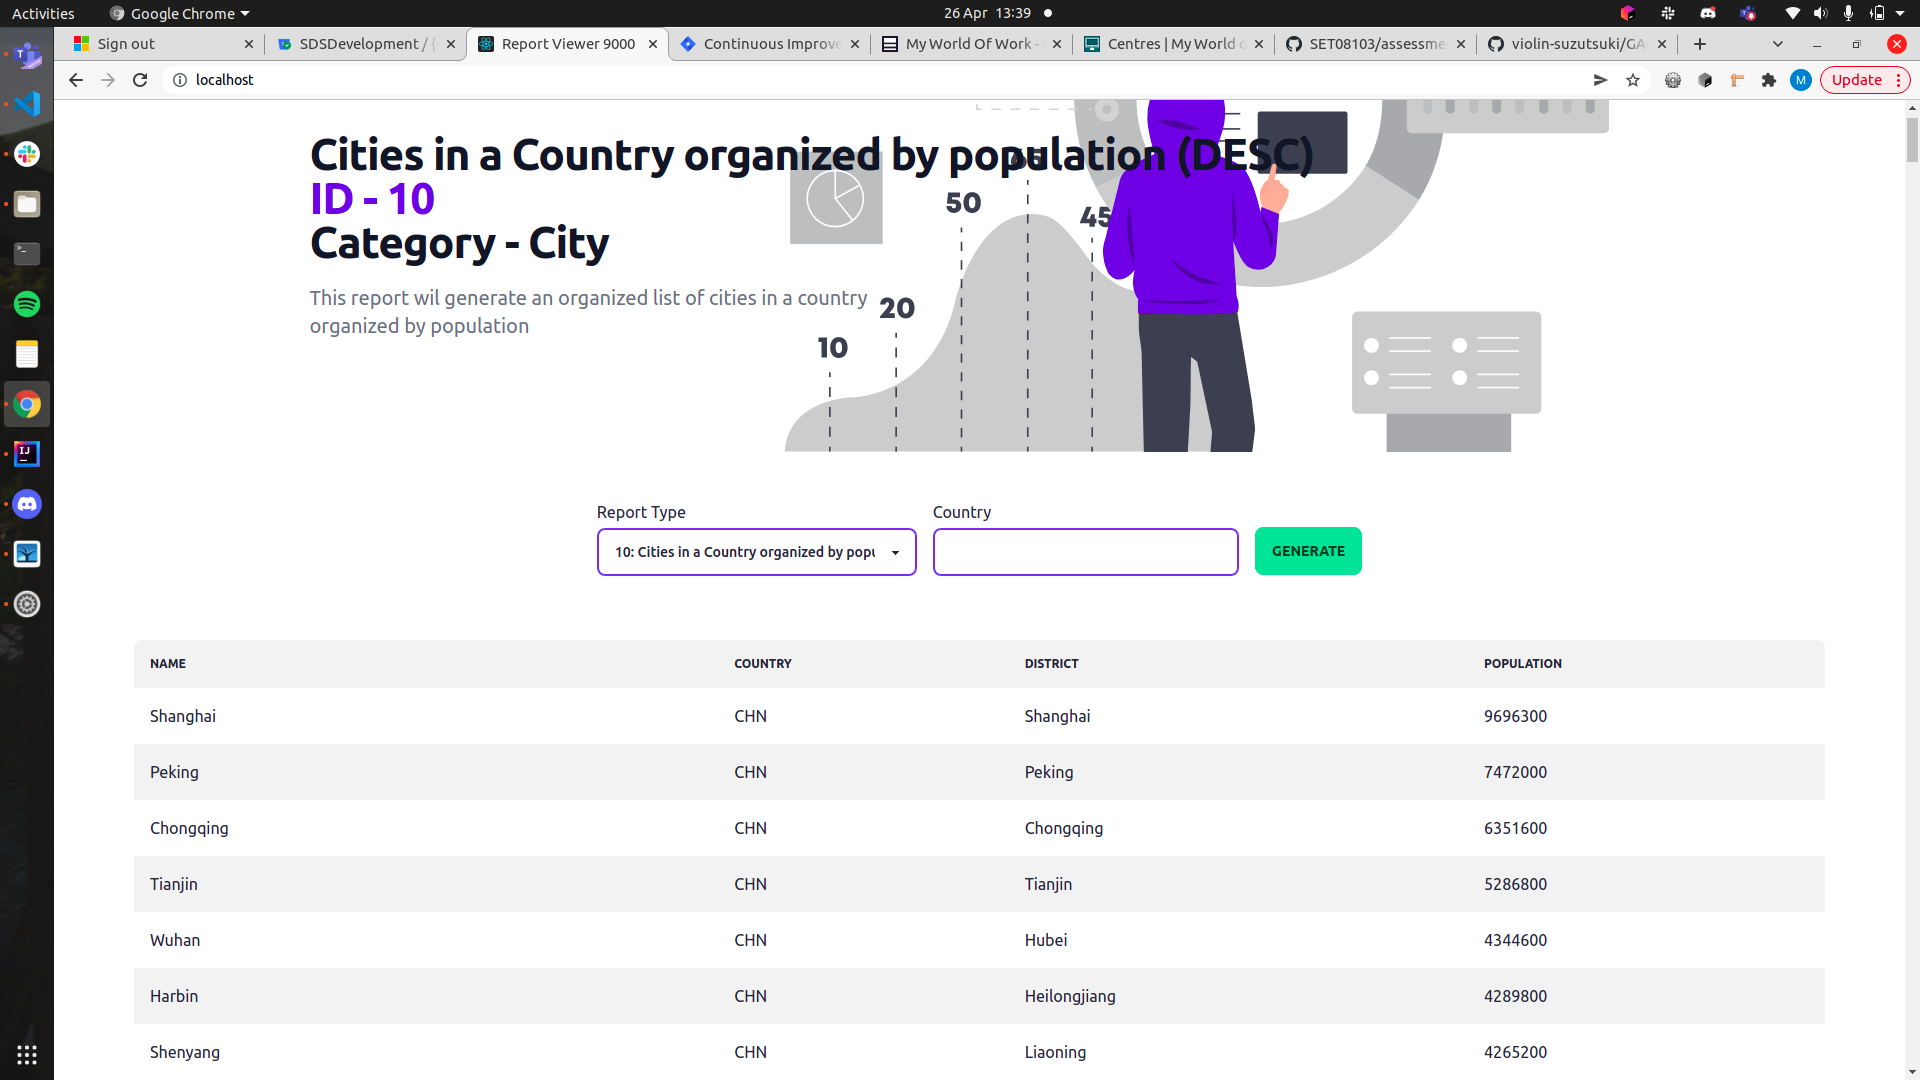 Activities
Google Chrome
26 Apr 13:39
Sign out
SDSDevelopment / {
Report Viewer 9000
Continuous Improve
My World Of Work -
Centres | My World o
SET08103/assessme
violin-suzutsuki/GA
localhost
M
Update
Cities in a Country organized by population (DESC)
ID - 10
Category - City
This report wil generate an organized list of cities in a country
organized by population
10
20
50
45
Report Type
Country
10: Cities in a Country organized by popu
GENERATE
NAME COUNTRY DISTRICT POPULATION
Shanghai CHN Shanghai 9696300
Peking CHN Peking 7472000
Chongqing CHN Chongqing 6351600
Tianjin CHN Tianjin 5286800
Wuhan CHN Hubei 4344600
Harbin CHN Heilongjiang 4289800
Shenyang CHN Liaoning 4265200